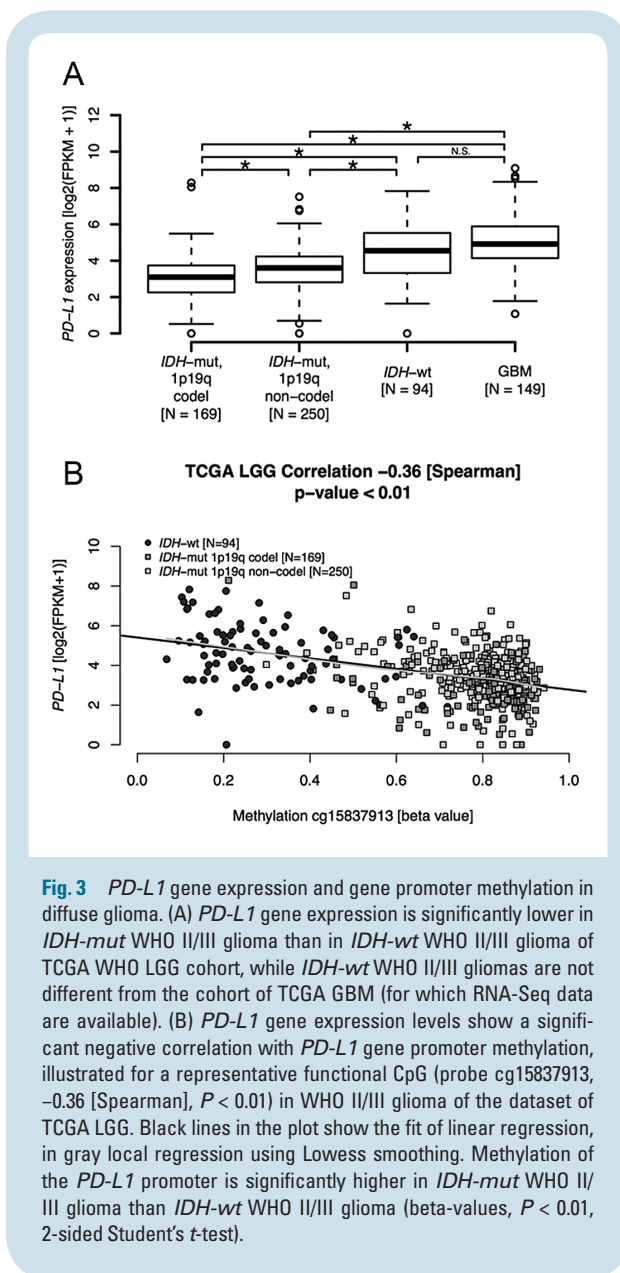 A
PD–L1 expression [log2(FPKM + 1)]
12
10
8
6
4
2
0
*
*
*
N.S.
*
*
IDH–mut,
1p19q
codel
[N = 169]
IDH–mut,
1p19q
non–codel
[N = 250]
IDH–wt
[N = 94]
GBM
[N = 149]
B
TCGA LGG Correlation –0.36 [Spearman]
p-value < 0.01
PD–L1 [log2(FPKM+1)]
10
8
6
4
2
0
IDH–wt [N=94]
IDH–mut 1p19q codel [N=169]
IDH–mut 1p19q non–codel[N=250]
0.0 0.2 0.4 0.6 0.8 1.0
Methylation cg15837913 [beta value]
Fig. 3 PD-L1 gene expression and gene promoter methylation in
diffuse glioma. (A) PD-L1 gene expression is significantly lower in
IDH-mut WHO II/III glioma than in IDH-wt WHO II/III glioma of
TCGA WHO LGG cohort, while IDH-wt WHO II/III gliomas are not
different from the cohort of TCGA GBM (for which RNA-Seq data
are available). (B) PD-L1 gene expression levels show a signifi-
cant negative correlation with PD-L1 gene promoter methylation,
illustrated for a representative functional CpG (probe cg15837913,
–0.36 [Spearman], P < 0.01) in WHO II/III glioma of the dataset of
TCGA LGG. Black lines in the plot show the fit of linear regression,
in gray local regression using Lowess smoothing. Methylation of
the PD-L1 promoter is significantly higher in IDH-mut WHO II/
III glioma than IDH-wt WHO II/III glioma (beta-values, P < 0.01,
2-sided Student's t-test).